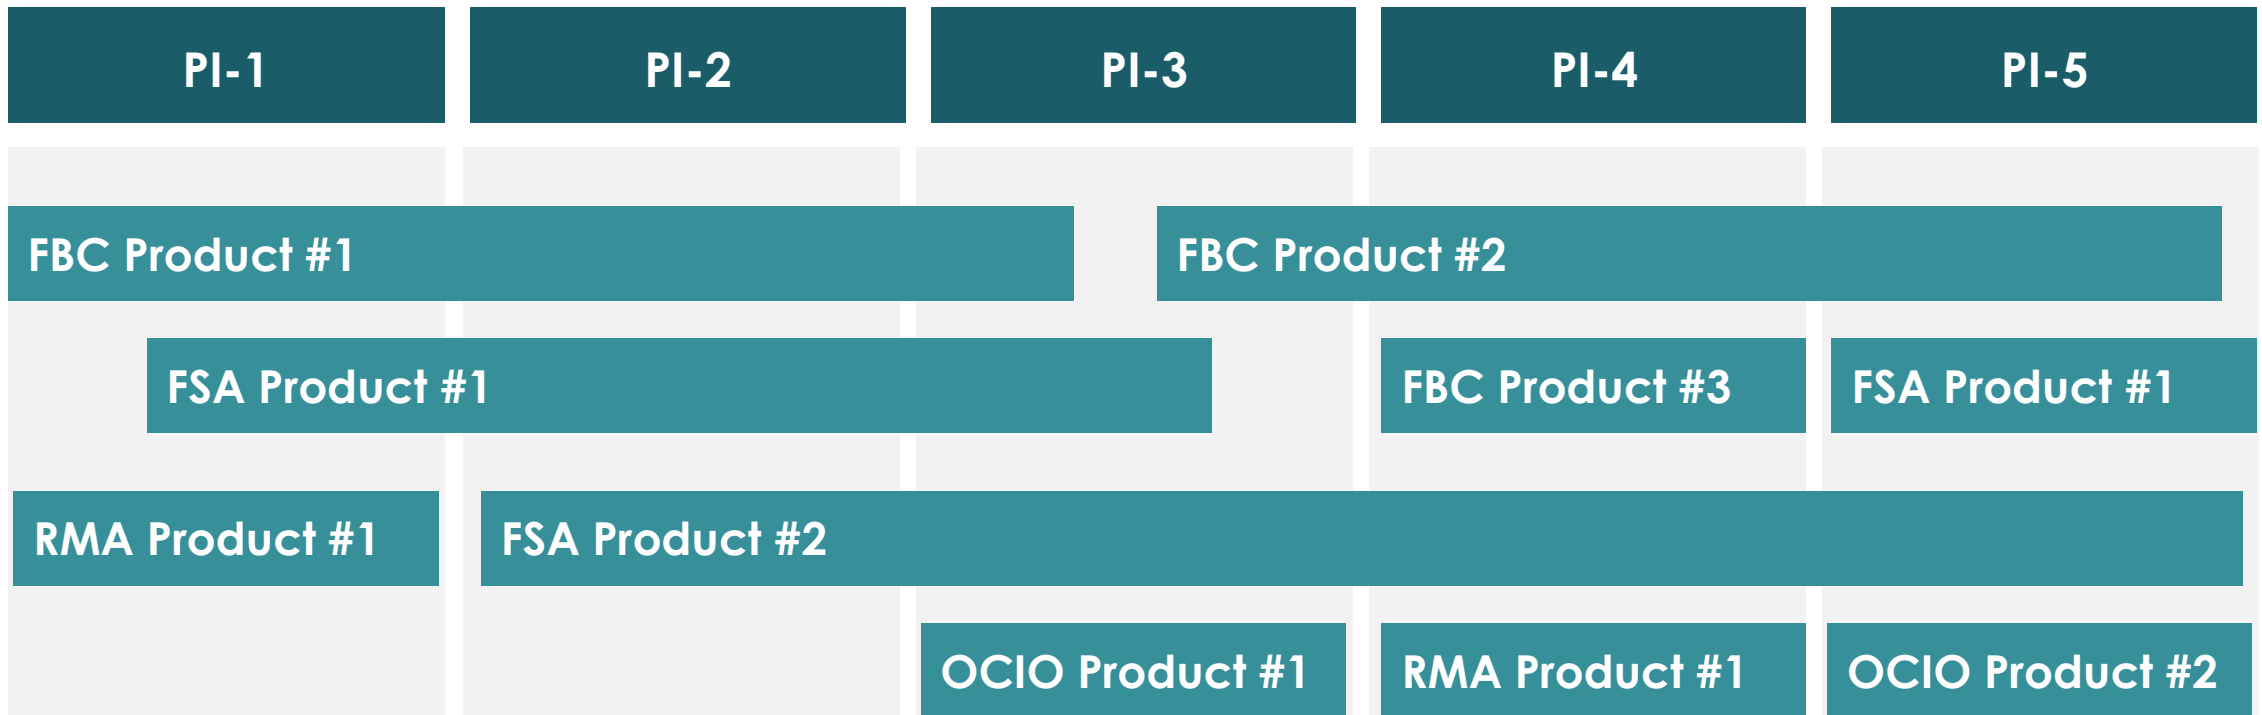 PI-1
PI-2
PI-3
PI-4
PI-5
FBC Product #1
FBC Product #2
FSA Product #1
FBC Product #3
FSA Product #1
RMA Product #1
FSA Product #2
OCIO Product #1
RMA Product #1
OCIO Product #2